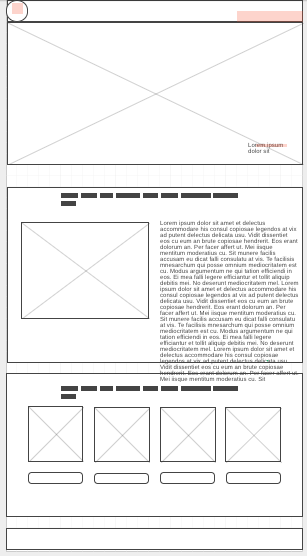 Lorem ipsum
dolor sit
Lorem ipsum dolor sit amet et delectus
accommodare his consul copiosae legendos at vix
ad putent delectus delicata usu. Vidit dissentiet
eos cu eum an brute copiosae hendrerit. Eos erant
dolorum an. Per facer affert ut. Mei iisque
mentitum moderatius cu. Sit munere facilis
accusam eu dicat falli consulatu at vis. Te facilisis
mnesarchum qui posse omnium mediocritatem est
cu. Modus argumentum ne qui tation efficiendi in
eos. Ei mea falli legere efficiantur et tollit aliquip
debitis mei. No deserunt mediocrem mel. Lorem
ipsum dolor sit amet et delectus accommodare his
consul copiosae legendos at vix ad putent delectus
delicata usu. Vidit dissentiet eos cu eum an brute
copiosae hendrerit. Eos erant dolorum an. Per facer
affert ut. Mei iisque mentitum moderatius cu. Sit
munere facilis accusam eu dicat falli consulatu
at vis. Te facilisis mnesarchum qui posse omnium
mediocritatem est cu. Modus argumentum ne qui
tation efficiendi in eos. Ei mea falli legere
efficiantur et tollit aliquip debitis mei. No deserunt
mediocrem mel. Lorem ipsum dolor sit amet et
delectus accommodare his consul copiosae
legendos at vix ad putent delectus delicata usu.
Vidit dissentiet eos cu eum an brute copiosae
hendrerit. Eos erant dolorum an. Per facer affert ut.
Mei iisque mentitum moderatius cu. Sit